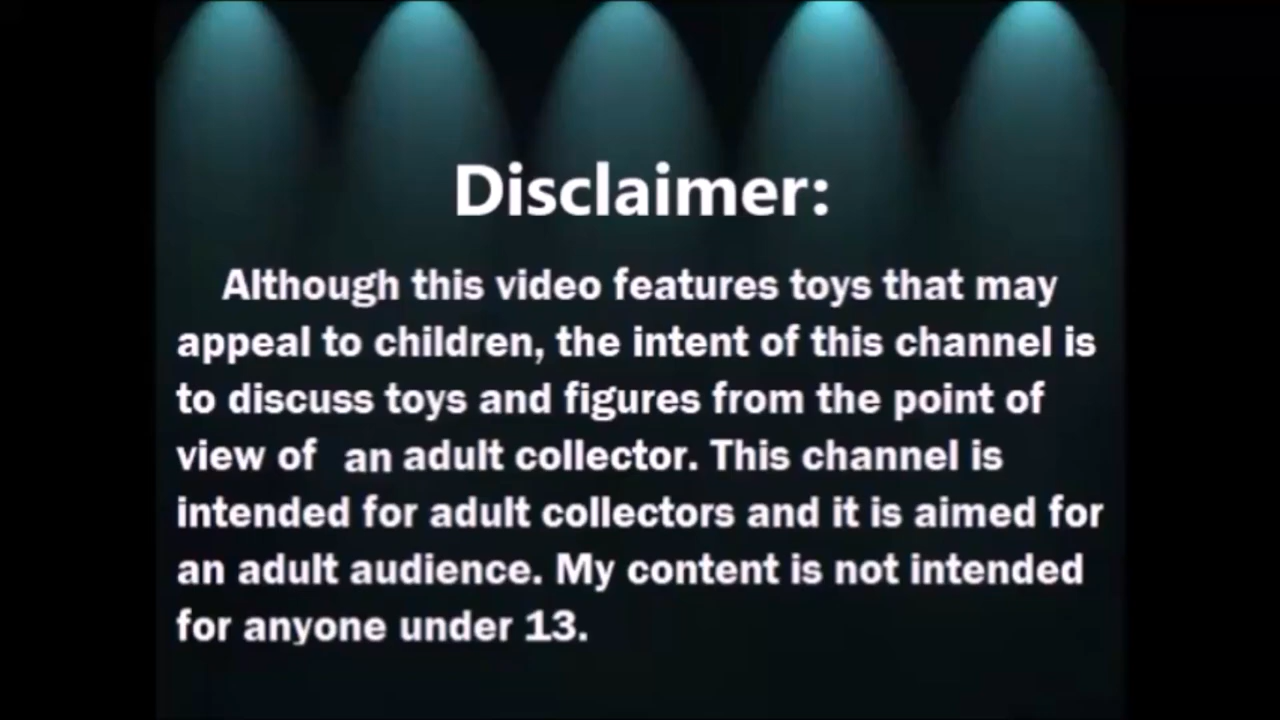 Disclaimer:
Although this video features toys that may
appeal to children, the intent of this channel is
to discuss toys and figures from the point of
view of an adult collector. This channel is
intended for adult collectors and it is aimed for
an adult audience. My content is not intended
for anyone under 13.